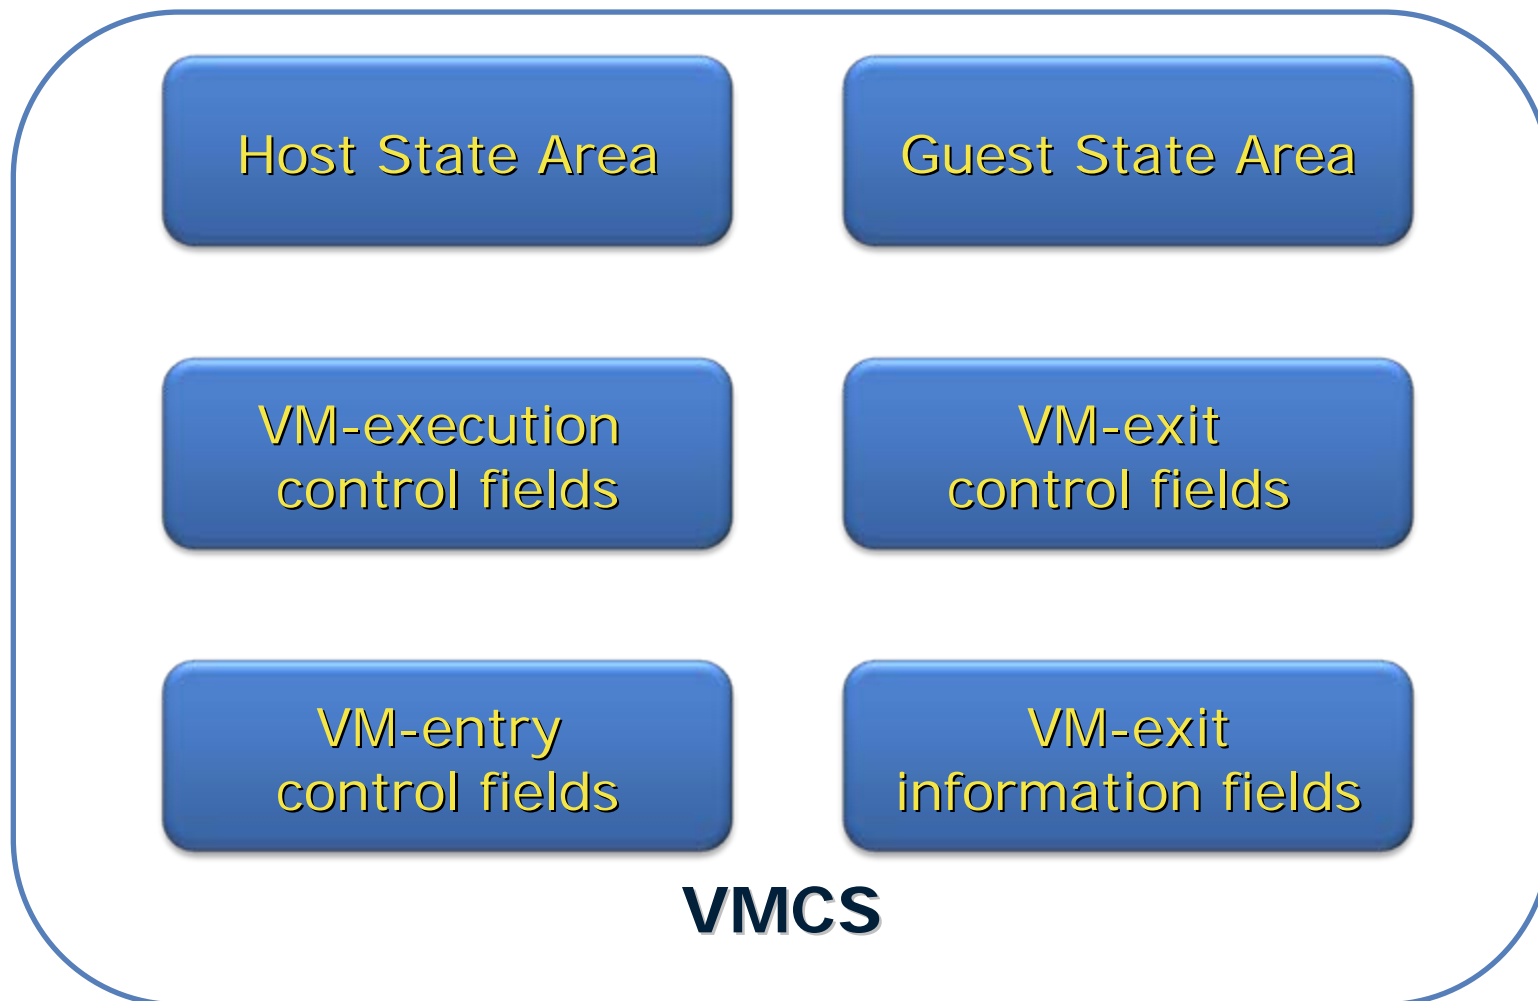 Host State Area
Guest State Area
VM-execution
control fields
VM-exit
control fields
VM-entry
control fields
VM-exit
information fields
VMCS